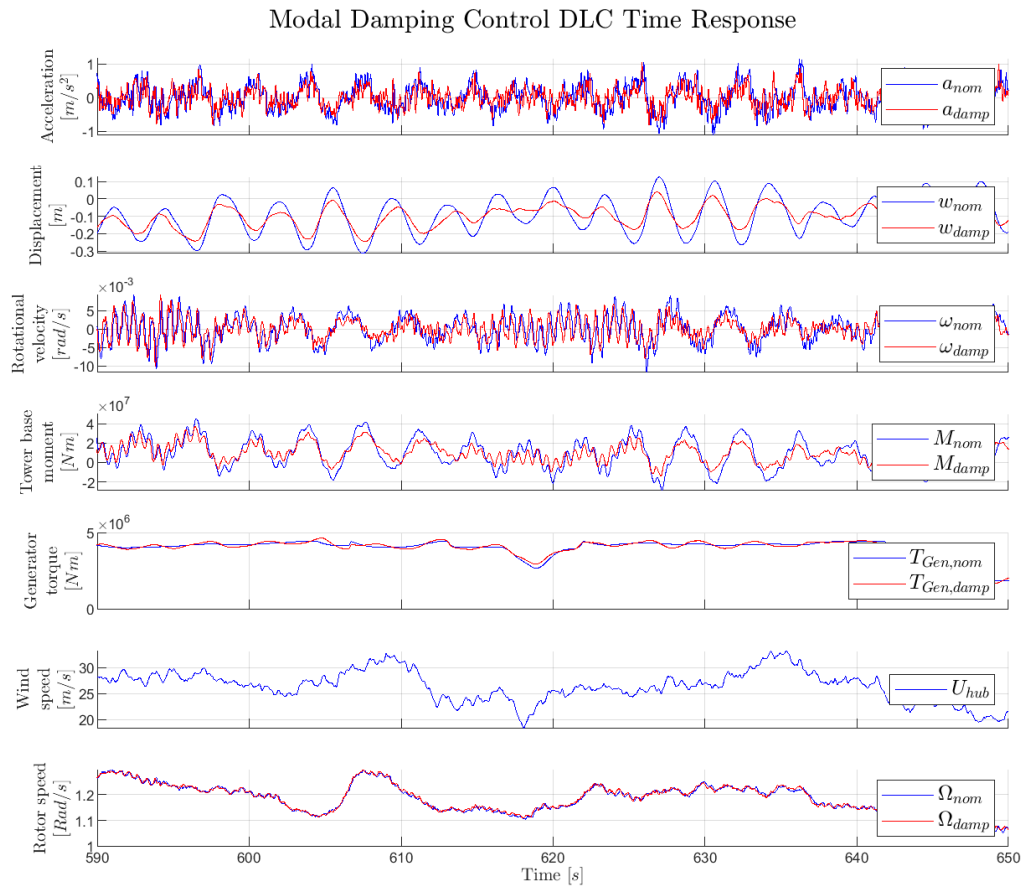 Modal Damping Control DLC Time Response
Acceleration
[m/s²]
1
0
-1
a_nom
a_damp
Displacement
[m]
0.1
0
-0.1
-0.2
-0.3
w_nom
w_damp
Rotational
velocity
[rad/s]
×10⁻³
5
0
-5
-10
ω_nom
ω_damp
Tower base
moment
[Nm]
×10⁷
4
2
0
-2
M_nom
M_damp
Generator
torque
[Nm]
×10⁶
5
0
T_Gen,nom
T_Gen,damp
Wind
speed
[m/s]
30
25
20
U_hub
Rotor speed
[Rad/s]
1.2
1.1
1
Ω_nom
Ω_damp
590 600 610 620 630 640 650
Time [s]